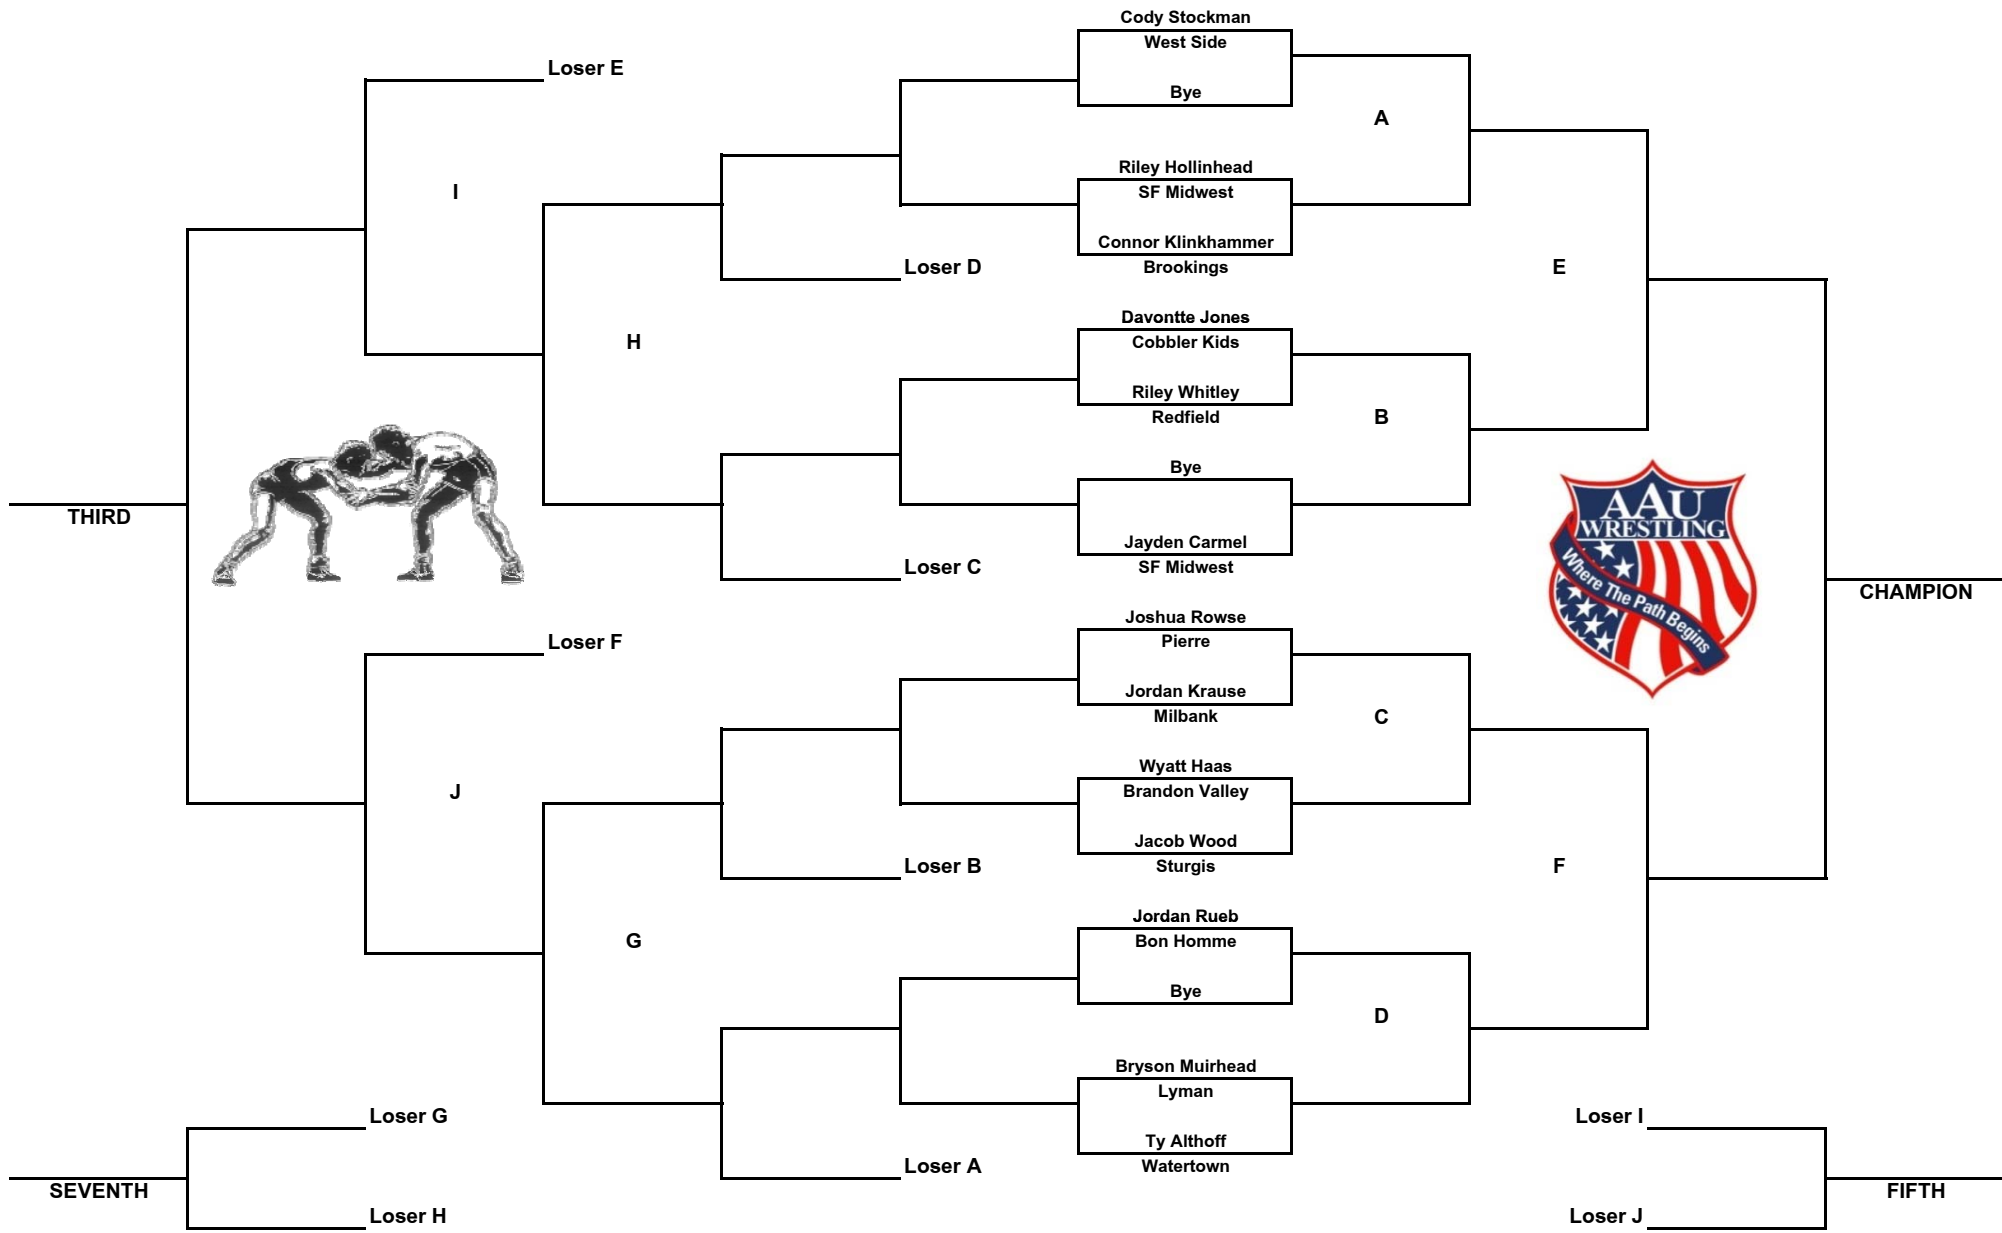 Cody Stockman
West Side
Loser E
Bye
A
Riley Hollinhead
I
SF Midwest
Connor Klinkhammer
Loser D
Brookings
E
Davontte Jones
H
Cobbler Kids
Riley Whitley
B
Redfield
Bye
AAU
WRESTLING
Where The Path Begins
THIRD
Jayden Carmel
Loser C
SF Midwest
CHAMPION
Joshua Rowse
Loser F
Pierre
Jordan Krause
C
Milbank
Wyatt Haas
J
Brandon Valley
Jacob Wood
Loser B
Sturgis
F
Jordan Rueb
G
Bon Homme
Bye
D
Bryson Muirhead
Lyman
Loser G
Loser I
Ty Althoff
Loser A
Watertown
SEVENTH
FIFTH
Loser H
Loser J